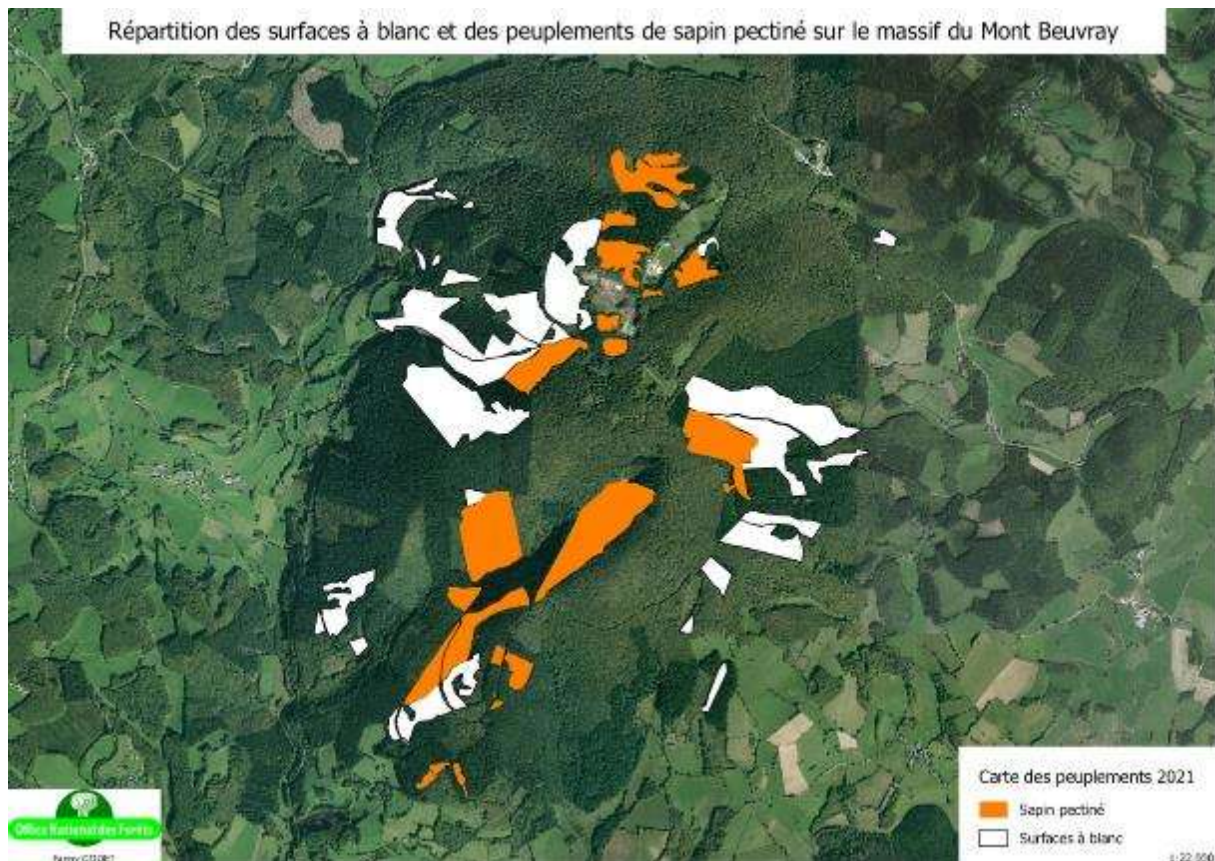 Répartition des surfaces à blanc et des peuplements de sapin pectiné sur le massif du Mont Beuvray
Carte des peuplements 2021
Sapin pectiné
Surfaces à blanc
Office National des Forêts